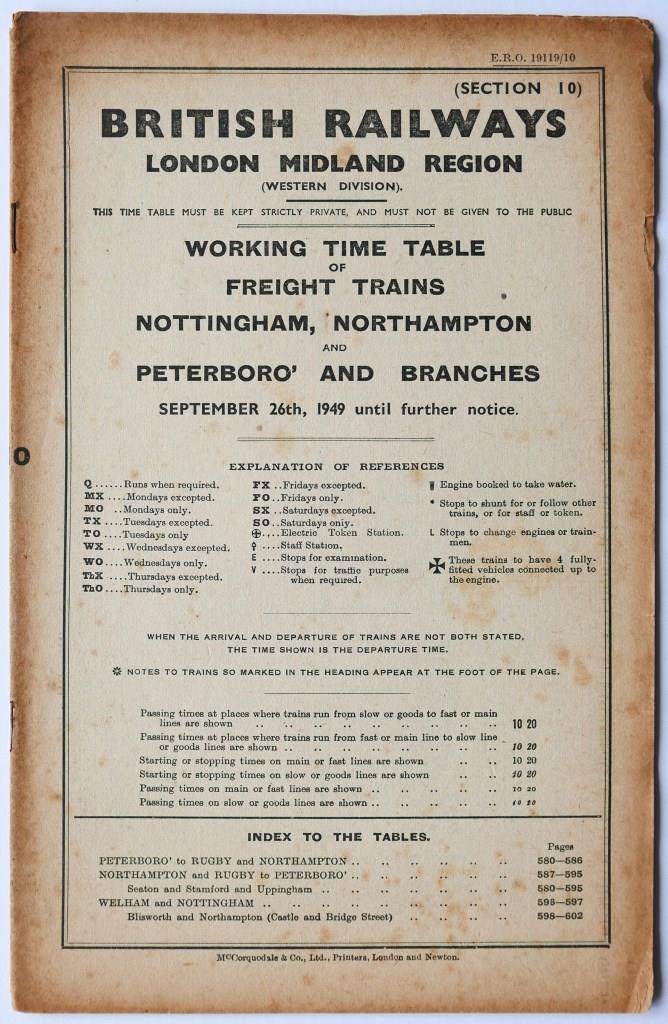 E.R.O. 19119/10
(SECTION 10)
BRITISH RAILWAYS
LONDON MIDLAND REGION
(WESTERN DIVISION).
THIS TIME TABLE MUST BE KEPT STRICTLY PRIVATE, AND MUST NOT BE GIVEN TO THE PUBLIC
WORKING TIME TABLE
OF
FREIGHT TRAINS
NOTTINGHAM, NORTHAMPTON
AND
PETERBORO' AND BRANCHES
SEPTEMBER 26th, 1949 until further notice.
EXPLANATION OF REFERENCES
Q ......Runs when required.
MX ....Mondays excepted.
MO ..Mondays only.
TX ....Tuesdays excepted.
TO ....Tuesdays only
WX ....Wednesdays excepted.
WO....Wednesdays only.
ThX ....Thursdays excepted.
ThO ....Thursdays only.
FX ..Fridays excepted.
FO ..Fridays only.
SX ..Saturdays excepted.
SO ..Saturdays only.
....Electric Token Station.
....Staff Station,
E ....Stops for examination.
V ....Stops for traffic purposes
when required.
Engine booked to take water.
* Stops to shunt for or follow other
trains, or for staff or token.
L Stops to change engines or train-
men.
✠ These trains to have 4 fully-
fitted vehicles connected up to
the engine.
WHEN THE ARRIVAL AND DEPARTURE OF TRAINS ARE NOT BOTH STATED,
THE TIME SHOWN IS THE DEPARTURE TIME.
NOTES TO TRAINS SO MARKED IN THE HEADING APPEAR AT THE FOOT OF THE PAGE.
Passing times at places where trains run from slow or goods to fast or main
lines are shown .. .. .. .. .. .. .. .. .. 10 20
Passing times at places where trains run from fast or main line to slow line
or goods lines are shown .. .. .. .. .. .. .. 10 20
Starting or stopping times on main or fast lines are shown .. .. 10 20
Starting or stopping times on slow or goods lines are shown .. .. 10 20
Passing times on main or fast lines are shown .. .. .. .. .. 10 20
Passing times on slow or goods lines are shown .. .. .. .. .. 10 20
INDEX TO THE TABLES.
Pages
PETERBORO' to RUGBY and NORTHAMPTON .. .. .. .. .. .. 580—586
NORTHAMPTON and RUGBY to PETERBORO' .. .. .. .. .. .. 587—595
Seaton and Stamford and Uppingham .. .. .. .. .. .. .. 580—595
WELHAM and NOTTINGHAM .. .. .. .. .. .. .. .. .. 596—597
Blisworth and Northampton (Castle and Bridge Street) .. .. .. .. 598—602
McCorquodale & Co., Ltd., Printers, London and Newton.